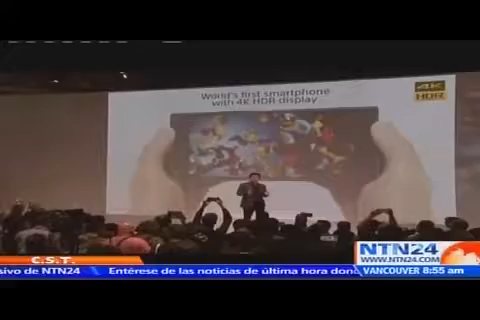 World's first smartphone
with 4K HDR display
4K
HDR
C.S.T.
NTN24
WWW.NTN24.COM
sivo de NTN24 Entérese de las noticias de última hora dond
VANCOUVER 8:55 am